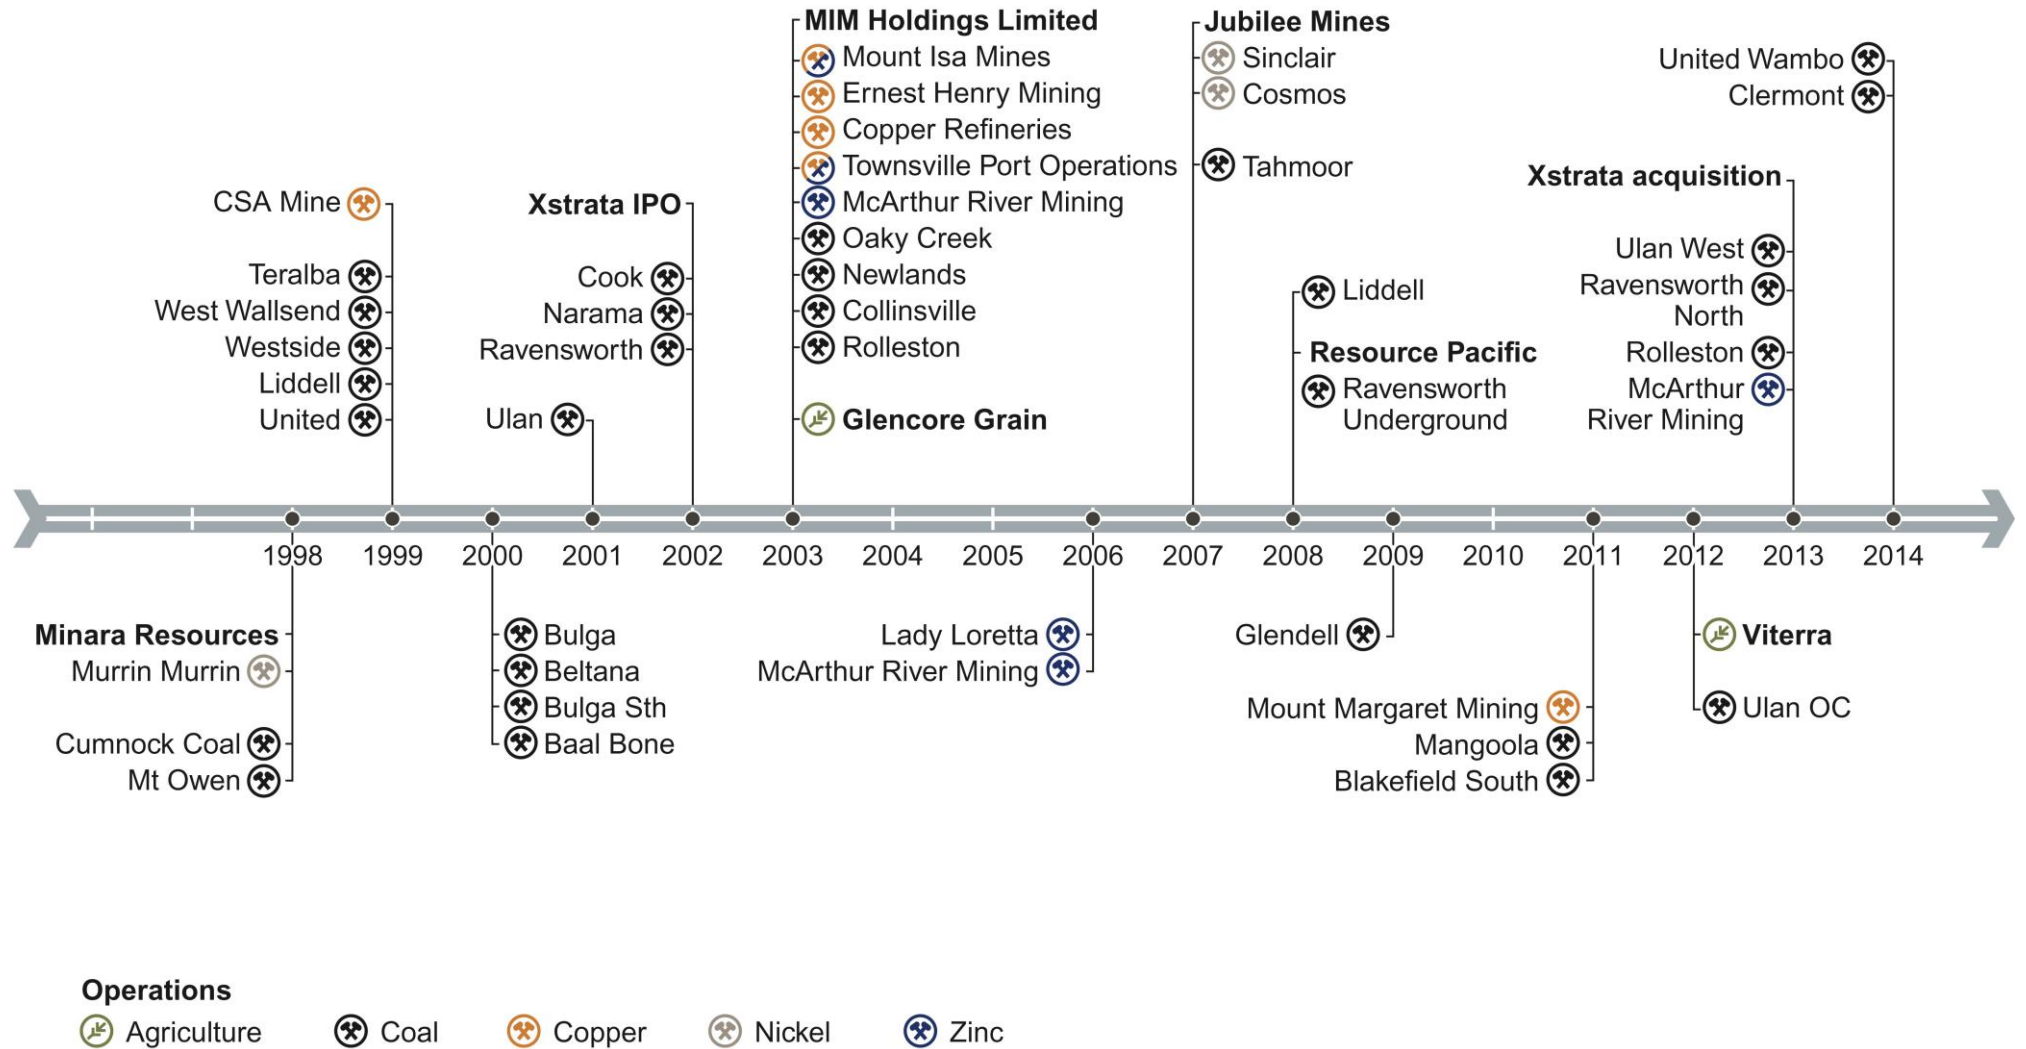 MIM Holdings Limited
Mount Isa Mines
Ernest Henry Mining
Copper Refineries
Townsville Port Operations
McArthur River Mining
Oaky Creek
Newlands
Collinsville
Rolleston
Glencore Grain
Jubilee Mines
Sinclair
Cosmos
Tahmoor
United Wambo
Clermont
CSA Mine
Teralba
West Wallsend
Westside
Liddell
United
Xstrata IPO
Cook
Narama
Ravensworth
Ulan
Liddell
Resource Pacific
Ravensworth
Underground
Xstrata acquisition
Ulan West
Ravensworth
North
Rolleston
McArthur
River Mining
1998 1999 2000 2001 2002 2003 2004 2005 2006 2007 2008 2009 2010 2011 2012 2013 2014
Minara Resources
Murrin Murrin
Cumnock Coal
Mt Owen
Bulga
Beltana
Bulga Sth
Baal Bone
Lady Loretta
McArthur River Mining
Glendell
Mount Margaret Mining
Mangoola
Blakefield South
Viterra
Ulan OC
Operations
Agriculture Coal Copper Nickel Zinc